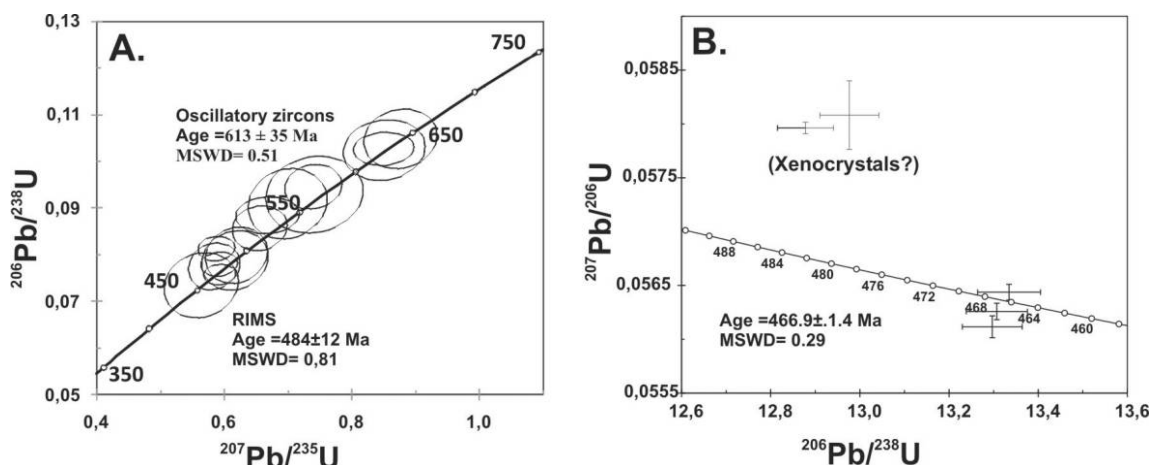 A.
0,13
0,11
0,09
0,07
0,05
0,4
0,6
0,8
1,0
²⁰⁶Pb/²³⁸U
²⁰⁷Pb/²³⁵U
750
650
550
450
350
Oscillatory zircons
Age =613 ± 35 Ma
MSWD= 0.51
RIMS
Age =484±12 Ma
MSWD= 0,81
B.
0,0585
0,0575
0,0565
0,0555
12,6
12,8
13,0
13,2
13,4
13,6
²⁰⁷Pb/²⁰⁶U
²⁰⁶Pb/²³⁸U
(Xenocrystals?)
488
484
480
476
472
468
464
460
Age =466.9±.1.4 Ma
MSWD= 0.29